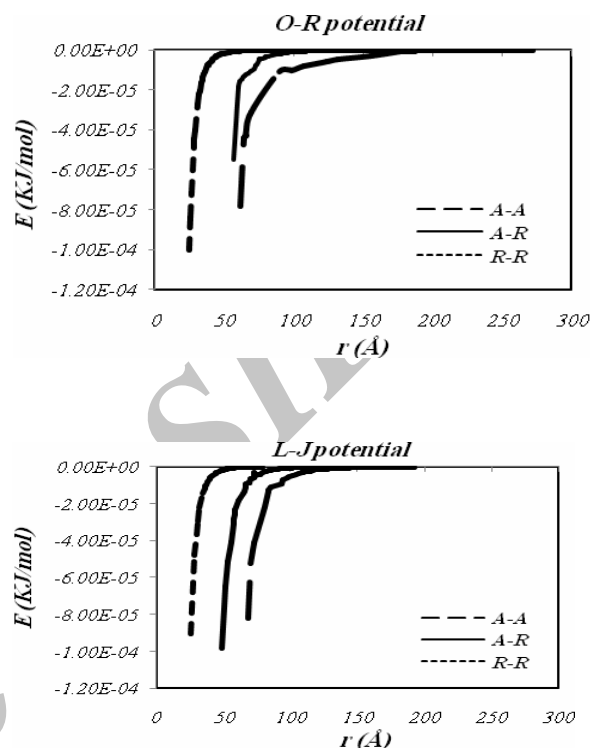 O-R potential
0.00E+00
-2.00E-05
-4.00E-05
-6.00E-05
-8.00E-05
-1.00E-04
-1.20E-04
E (KJ/mol)
A-A
A-R
R-R
0 50 100 150 200 250 300
r (Å)
L-J potential
0.00E+00
-2.00E-05
-4.00E-05
-6.00E-05
-8.00E-05
-1.00E-04
-1.20E-04
E (KJ/mol)
A-A
A-R
R-R
0 50 100 150 200 250 300
r (Å)